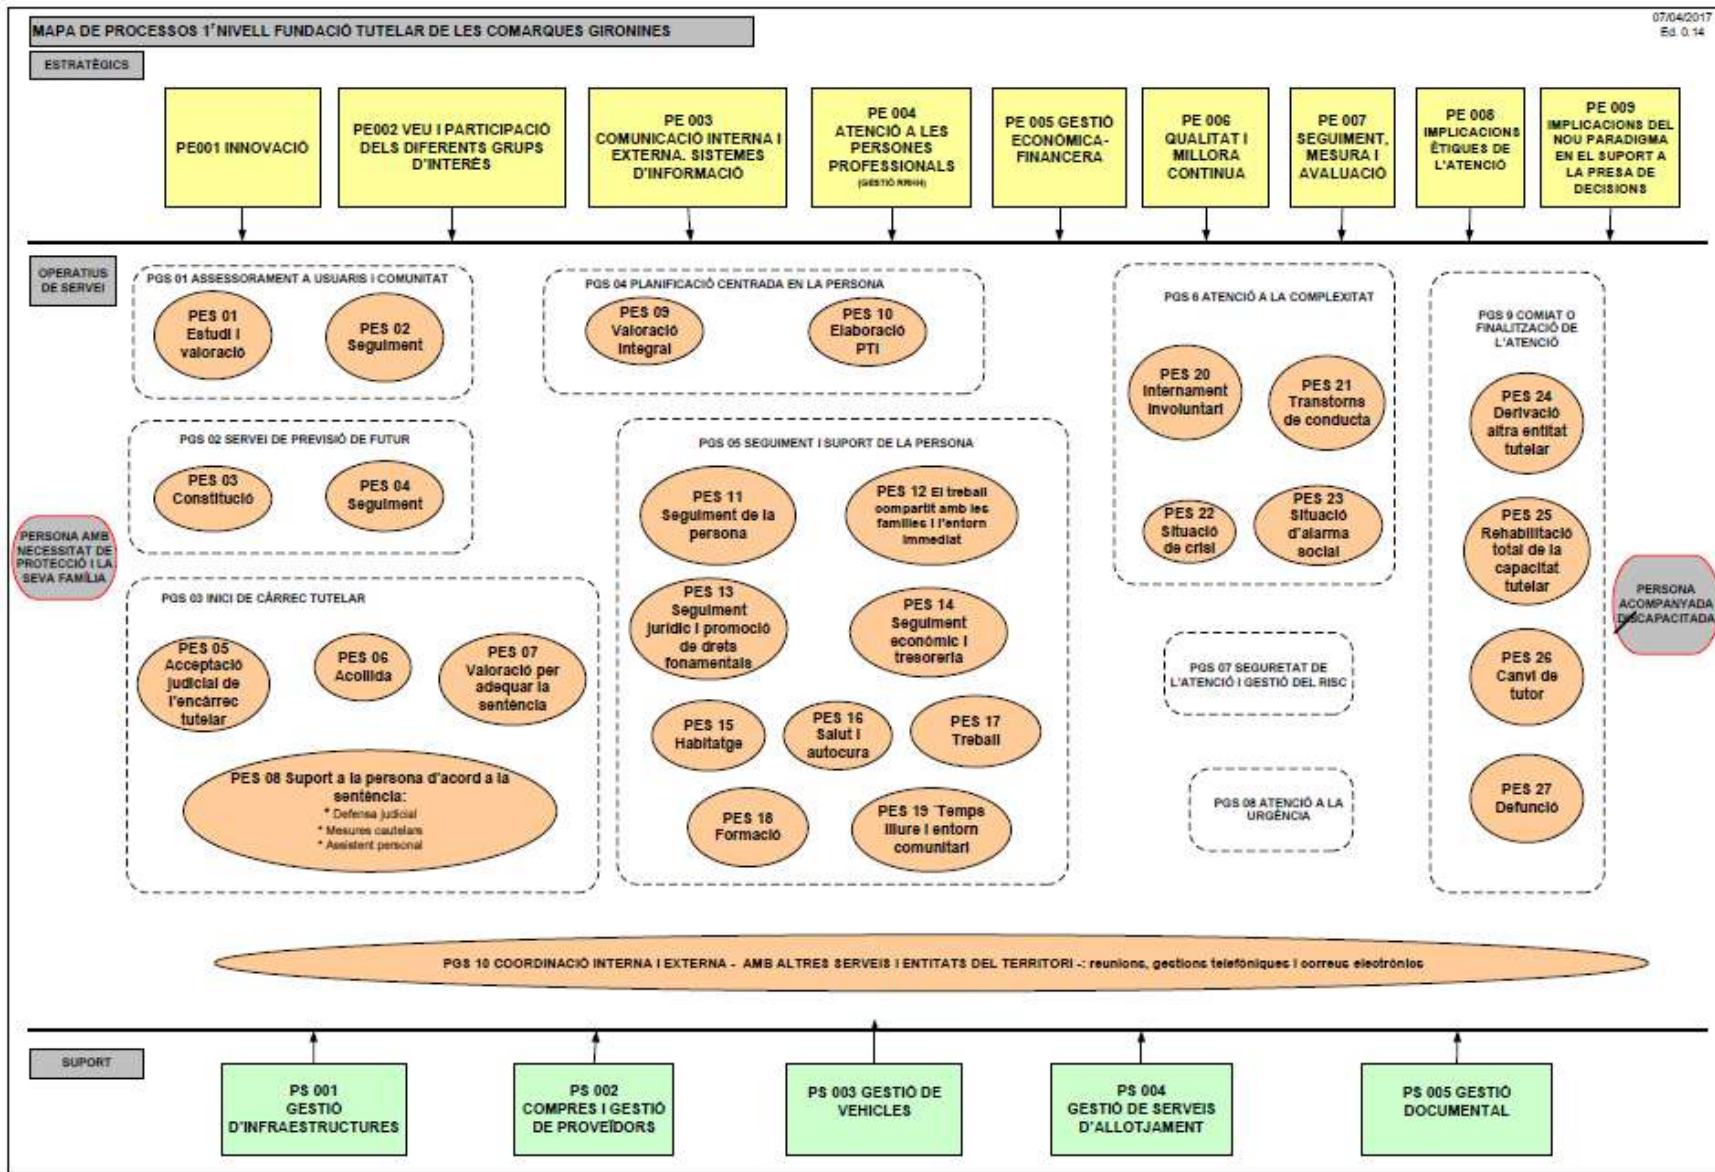 MAPA DE PROCESSOS 1ʳ NIVELL FUNDACIÓ TUTELAR DE LES COMARQUES GIRONINES
07/04/2017
Ed. 0.14
ESTRATÈGICS
PE001 INNOVACIÓ
PE002 VEU I PARTICIPACIÓ
DELS DIFERENTS GRUPS
D'INTERÈS
PE 003
COMUNICACIÓ INTERNA I
EXTERNA. SISTEMES
D'INFORMACIÓ
PE 004
ATENCIÓ A LES
PERSONES
PROFESSIONALS
(GESTIÓ RRHH)
PE 005 GESTIÓ
ECONÒMICA-
FINANCERA
PE 006
QUALITAT I
MILLORA
CONTINUA
PE 007
SEGUIMENT,
MESURA I
AVALUACIÓ
PE 008
IMPLICACIONS
ÈTIQUES DE
L'ATENCIÓ
PE 009
IMPLICACIONS DEL
NOU PARADIGMA
EN EL SUPORT A
LA PRESA DE
DECISIONS
OPERATIUS
DE SERVEI
PERSONA AMB
NECESSITAT DE
PROTECCIÓ I LA
SEVA FAMÍLIA
PGS 01 ASSESSORAMENT A USUARIS I COMUNITAT
PES 01
Estudi i
valoració
PES 02
Seguiment
PGS 02 SERVEI DE PREVISIÓ DE FUTUR
PES 03
Constitució
PES 04
Seguiment
PGS 03 INICI DE CÀRREC TUTELAR
PES 05
Acceptació
judicial de
l'encàrrec
tutelar
PES 06
Acollida
PES 07
Valoració per
adequar la
sentència
PES 08 Suport a la persona d'acord a la
sentència:
* Defensa judicial
* Mesures cautelars
* Assistent personal
PGS 04 PLANIFICACIÓ CENTRADA EN LA PERSONA
PES 09
Valoració
Integral
PES 10
Elaboració
PTI
PGS 05 SEGUIMENT I SUPORT DE LA PERSONA
PES 11
Seguiment de la
persona
PES 12 El treball
compartit amb les
famílies i l'entorn
immediat
PES 13
Seguiment
jurídic i promoció
de drets
fonamentals
PES 14
Seguiment
econòmic i
tresoreria
PES 15
Habitatge
PES 16
Salut i
autocura
PES 17
Treball
PES 18
Formació
PES 19 Temps
lliure i entorn
comunitari
PGS 6 ATENCIÓ A LA COMPLEXITAT
PES 20
Internament
Involuntari
PES 21
Transtorns
de conducta
PES 22
Situació
de crisi
PES 23
Situació
d'alarma
social
PGS 07 SEGURETAT DE
L'ATENCIÓ I GESTIÓ DEL RISC
PGS 08 ATENCIÓ A LA
URGÈNCIA
PGS 9 COMIAT O
FINALITZACIÓ DE
L'ATENCIÓ
PES 24
Derivació
altra entitat
tutelar
PES 25
Rehabilitació
total de la
capacitat
tutelar
PES 26
Canvi de
tutor
PES 27
Defunció
PERSONA
ACOMPANYADA
DISCAPACITADA
PGS 10 COORDINACIÓ INTERNA I EXTERNA - AMB ALTRES SERVEIS I ENTITATS DEL TERRITORI -: reunions, gestions telefòniques i correus electrònics
SUPORT
PS 001
GESTIÓ
D'INFRAESTRUCTURES
PS 002
COMPRES I GESTIÓ
DE PROVEÏDORS
PS 003 GESTIÓ DE
VEHICLES
PS 004
GESTIÓ DE SERVEIS
D'ALLOTJAMENT
PS 005 GESTIÓ
DOCUMENTAL